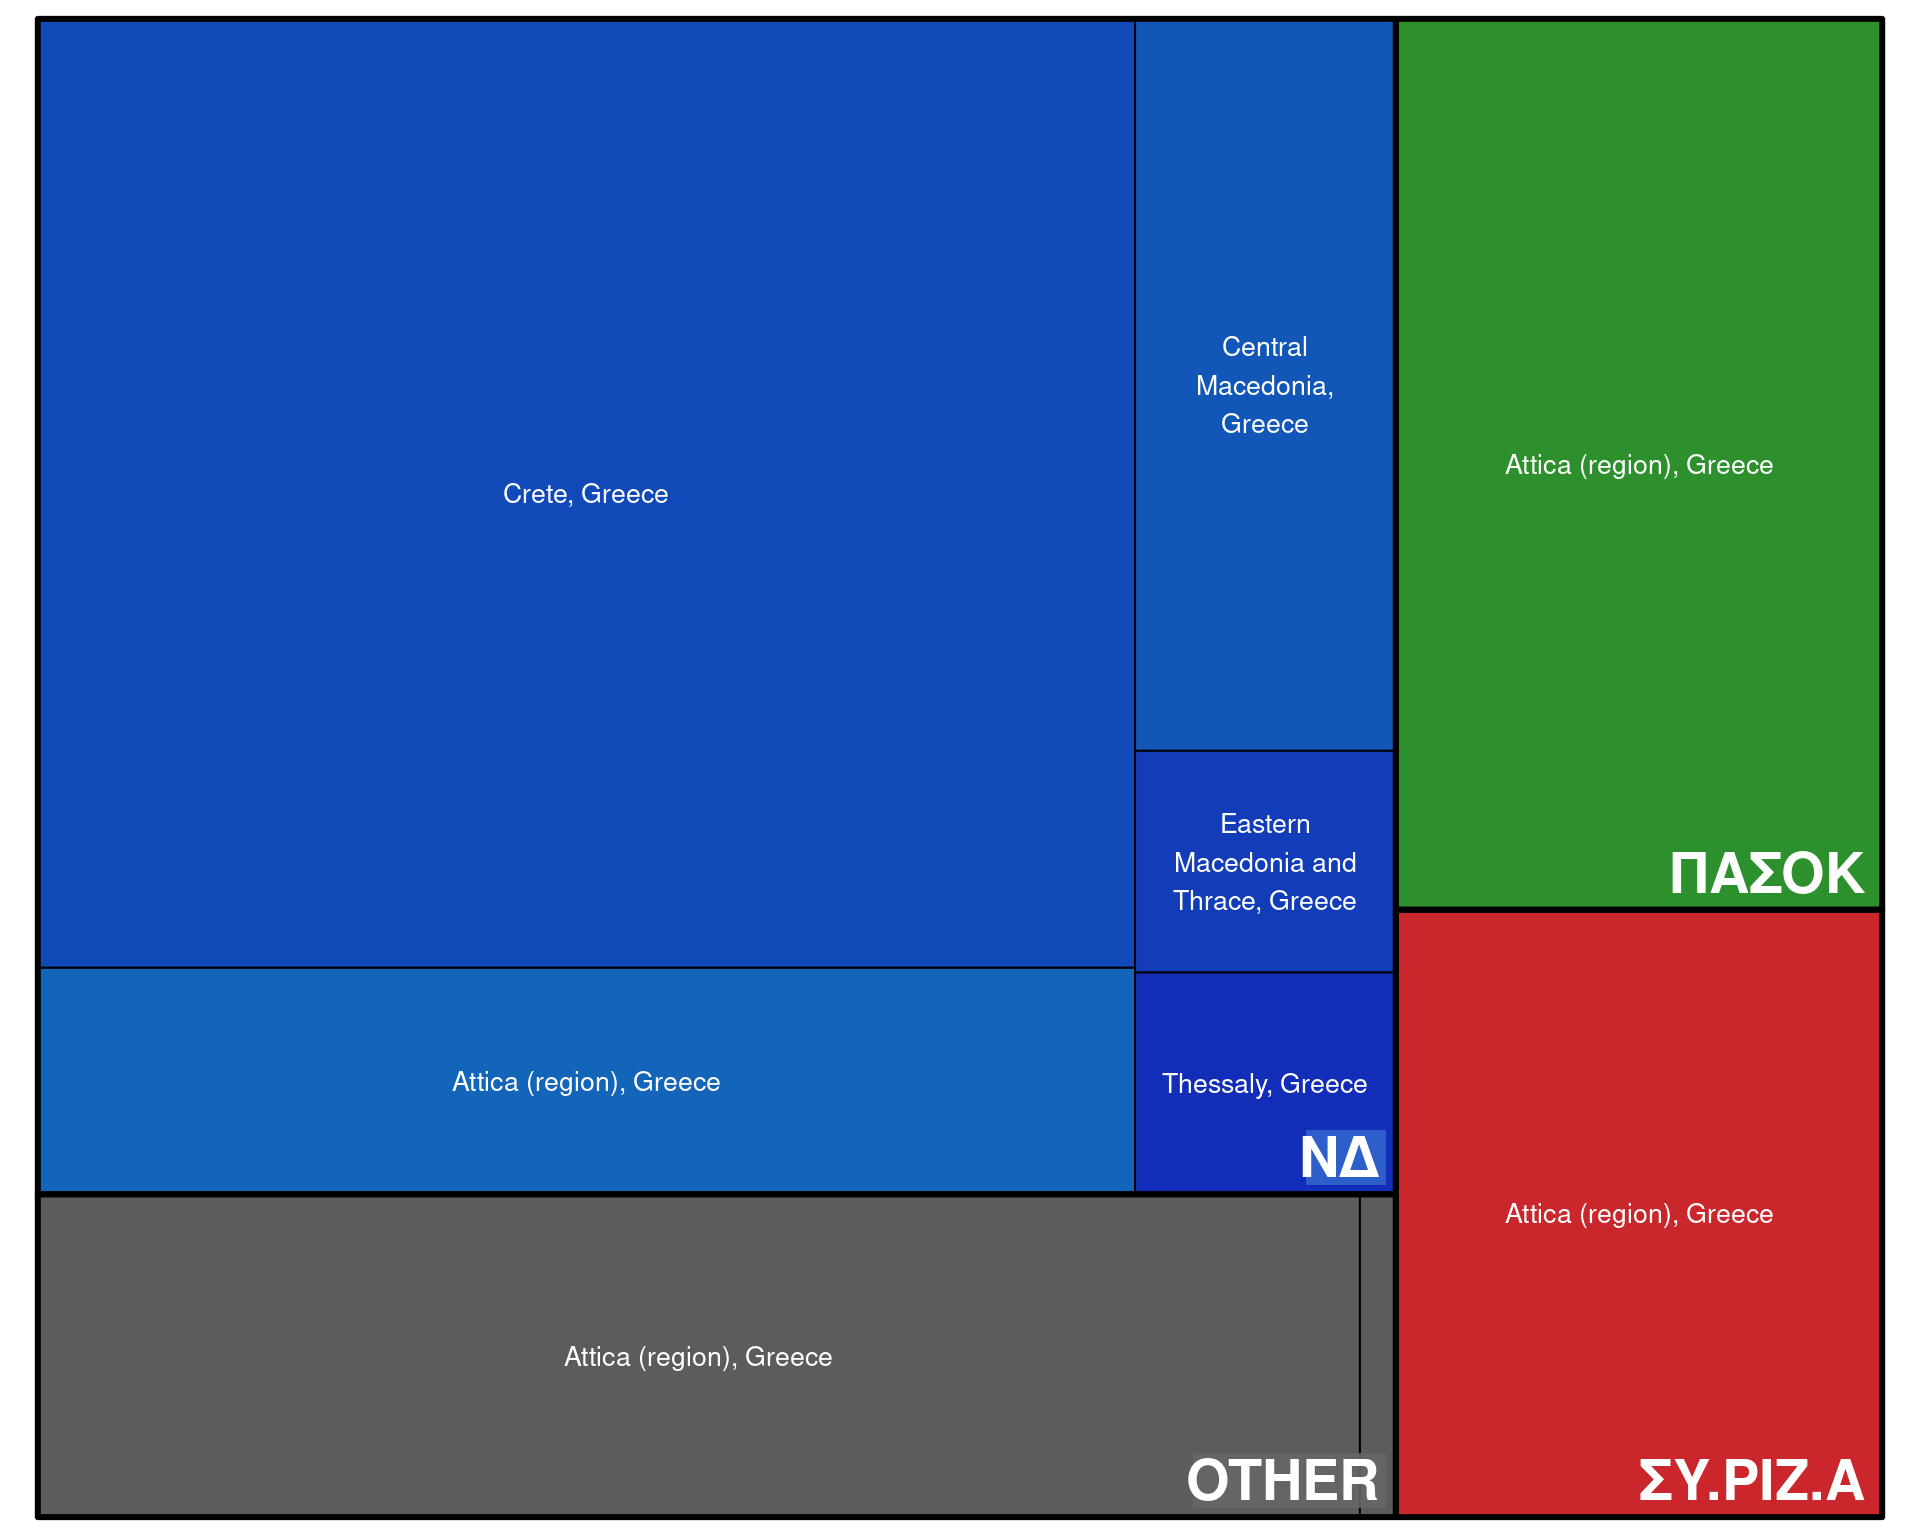 Crete, Greece
Central
Macedonia,
Greece
Attica (region), Greece
ΠΑΣΟΚ
Eastern
Macedonia and
Thrace, Greece
Attica (region), Greece
Thessaly, Greece
ΝΔ
Attica (region), Greece
OTHER
Attica (region), Greece
ΣΥ.ΡΙΖ.Α